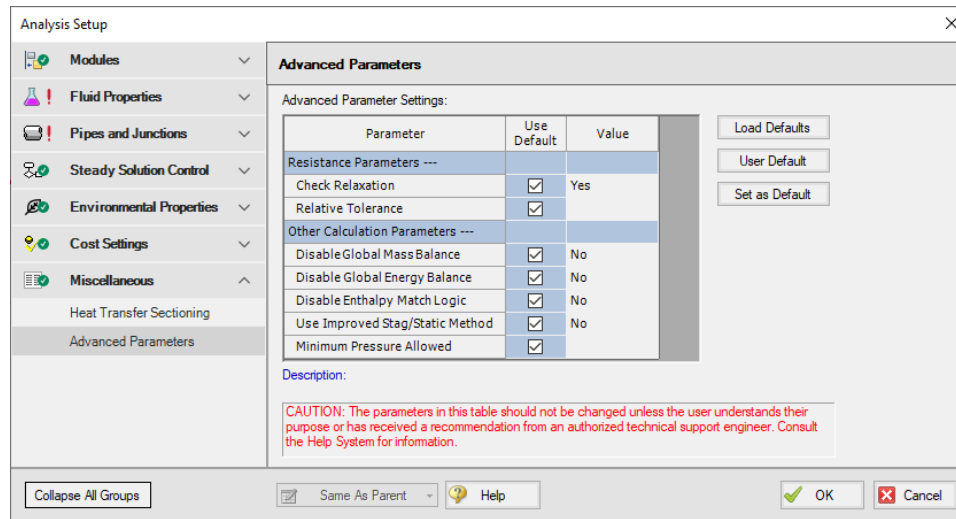 Analysis Setup
Modules
Fluid Properties
Pipes and Junctions
Steady Solution Control
Environmental Properties
Cost Settings
Miscellaneous
Heat Transfer Sectioning
Advanced Parameters
Collapse All Groups
Advanced Parameters
Advanced Parameter Settings:
Parameter Use Default Value
Resistance Parameters ---
Check Relaxation Yes
Relative Tolerance
Other Calculation Parameters ---
Disable Global Mass Balance No
Disable Global Energy Balance No
Disable Enthalpy Match Logic No
Use Improved Stag/Static Method No
Minimum Pressure Allowed
Load Defaults
User Default
Set as Default
Description:
CAUTION: The parameters in this table should not be changed unless the user understands their
purpose or has received a recommendation from an authorized technical support engineer. Consult
the Help System for information.
Same As Parent
Help
OK
Cancel